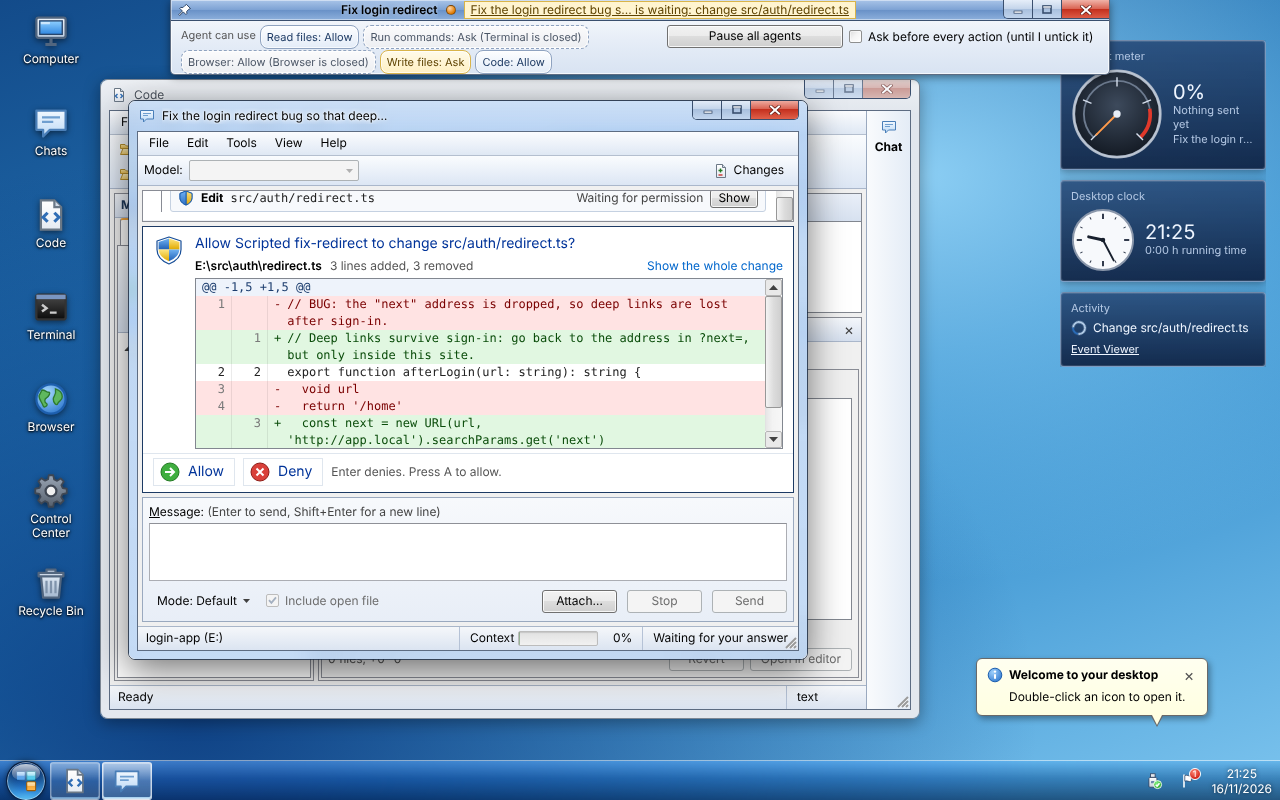 Computer
Chats
Code
Terminal
Browser
Control
Center
Recycle Bin
Fix login redirect
Fix the login redirect bug s... is waiting: change src/auth/redirect.ts
Agent can use
Read files: Allow
Run commands: Ask (Terminal is closed)
Pause all agents
Ask before every action (until I untick it)
Browser: Allow (Browser is closed)
Write files: Ask
Code: Allow
Code
Chat
Fix the login redirect bug so that deep...
File Edit Tools View Help
Model:
Changes
Edit src/auth/redirect.ts
Waiting for permission
Show
Allow Scripted fix-redirect to change src/auth/redirect.ts?
E:\src\auth\redirect.ts 3 lines added, 3 removed
Show the whole change
@@ -1,5 +1,5 @@
1 - // BUG: the "next" address is dropped, so deep links are lost
after sign-in.
1 + // Deep links survive sign-in: go back to the address in ?next=,
but only inside this site.
2 2 export function afterLogin(url: string): string {
3 - void url
4 - return '/home'
3 + const next = new URL(url,
'http://app.local').searchParams.get('next')
Allow
Deny
Enter denies. Press A to allow.
Message: (Enter to send, Shift+Enter for a new line)
Mode: Default
Include open file
Attach...
Stop
Send
login-app (E:)
Context
0%
Waiting for your answer
Revert
Open in editor
Ready
text
meter
0%
Nothing sent
yet
Fix the login r...
Desktop clock
21:25
0:00 h running time
Activity
Change src/auth/redirect.ts
Event Viewer
Welcome to your desktop
Double-click an icon to open it.
1
21:25
16/11/2026